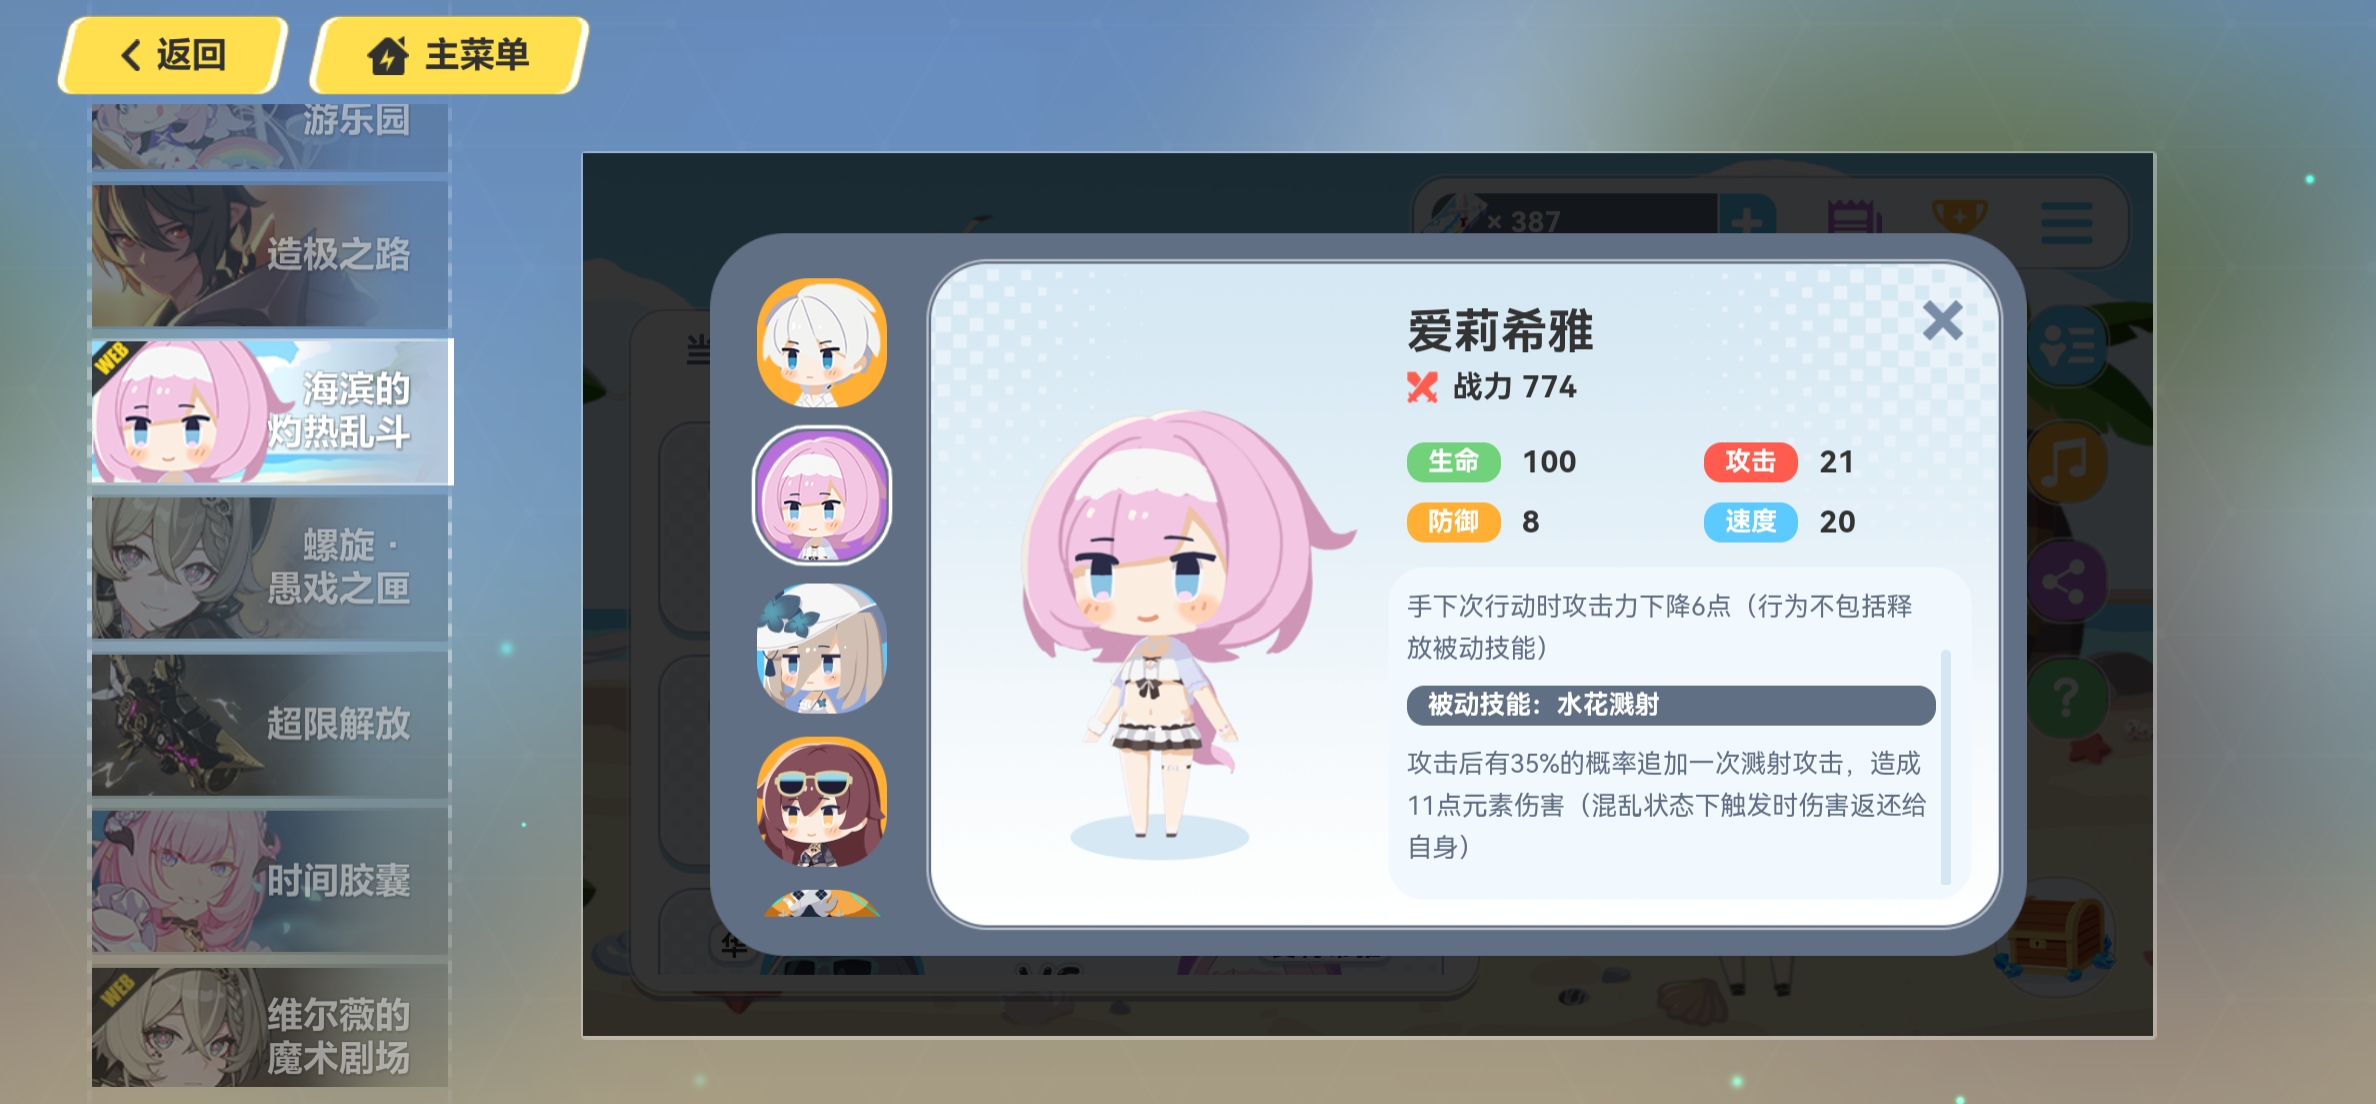 返回
主菜单
游乐园
造极之路
WEB
海滨的
灼热乱斗
螺旋·
愚戏之匣
超限解放
时间胶囊
WEB
维尔薇的
魔术剧场
× 387
当
爱莉希雅
战力 774
生命 100
攻击 21
防御 8
速度 20
手下次行动时攻击力下降6点（行为不包括释
放被动技能）
被动技能：水花溅射
攻击后有35%的概率追加一次溅射攻击，造成
11点元素伤害（混乱状态下触发时伤害返还给
自身）
华
VS
?